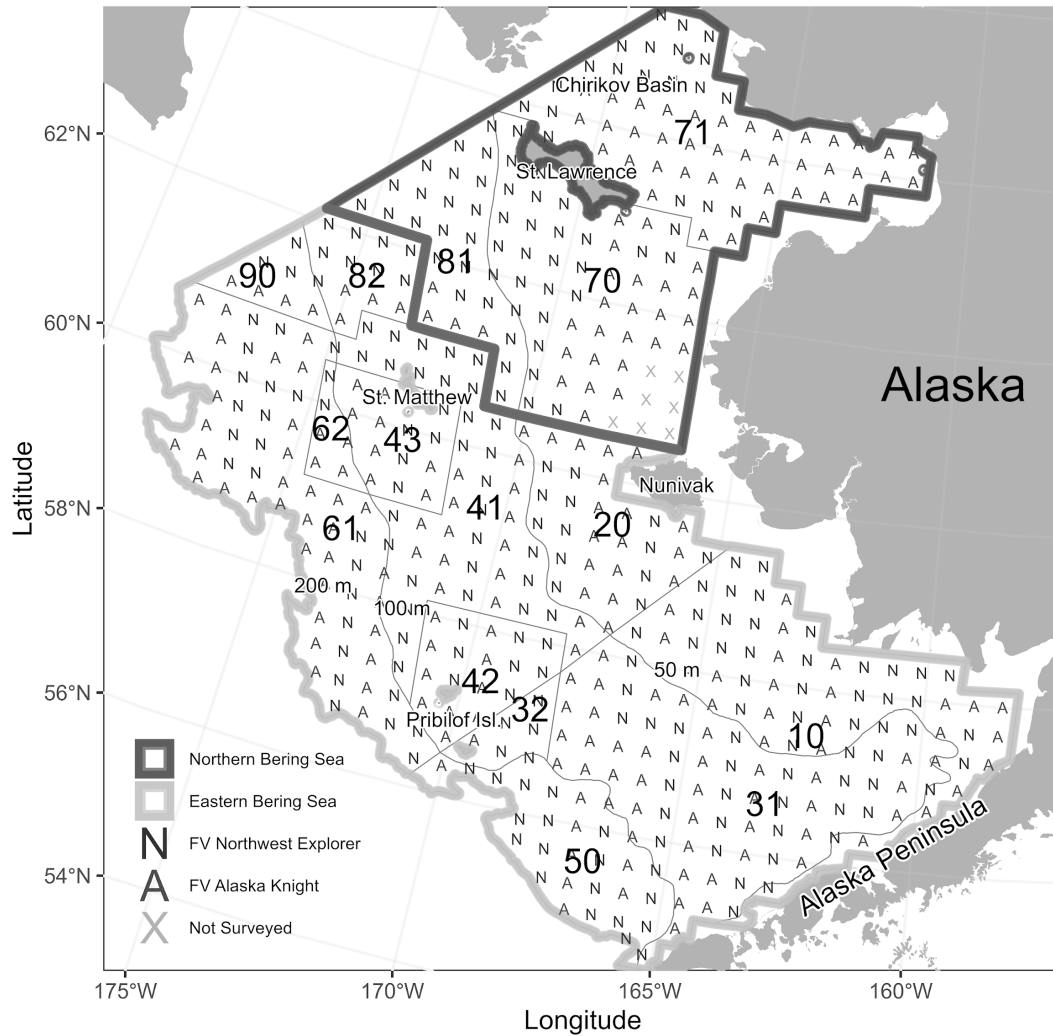 Chirikov Basin
71
62°N
St. Lawrence
90
82
81
70
60°N
Alaska
St. Matthew
62
43
Nunivak
58°N
41
20
61
200 m
100 m
50 m
56°N
42
32
Pribilof Isl.
10
31
Northern Bering Sea
Eastern Bering Sea
N FV Northwest Explorer
50
Alaska Peninsula
54°N
A FV Alaska Knight
X Not Surveyed
175°W
170°W
165°W
160°W
Latitude
Longitude